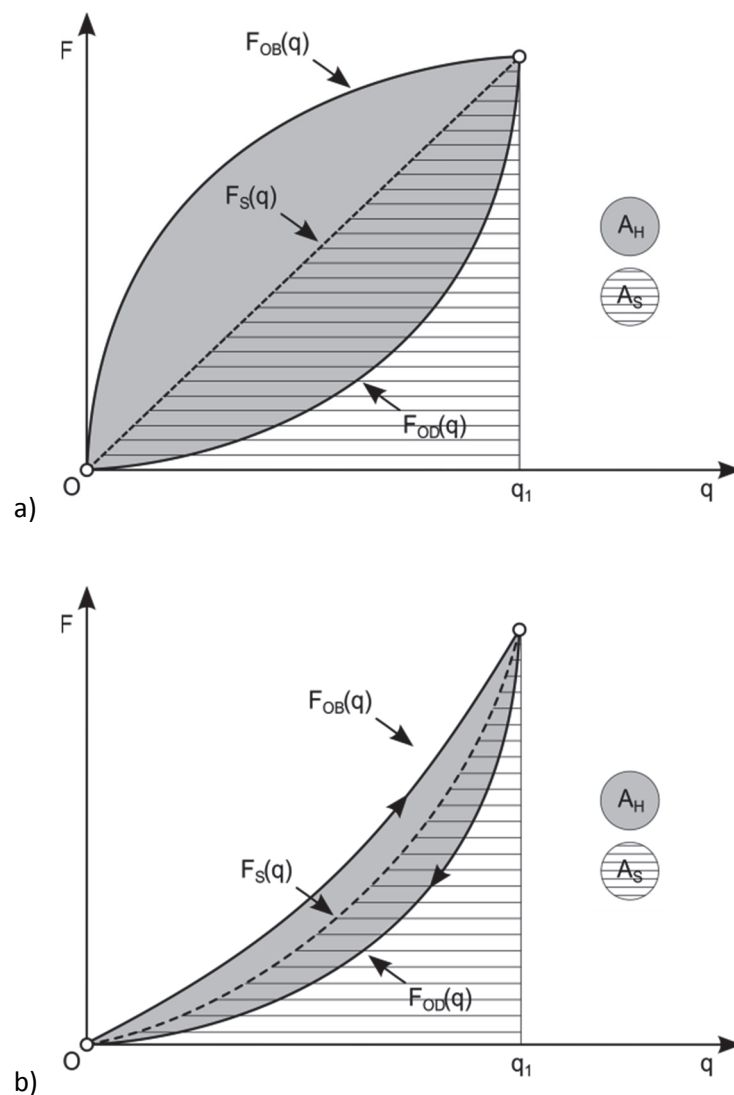 F
F_OB(q)
F_S(q)
A_H
A_S
F_OD(q)
O
q_1
q
a)
F
F_OB(q)
A_H
F_S(q)
A_S
F_OD(q)
O
q_1
q
b)